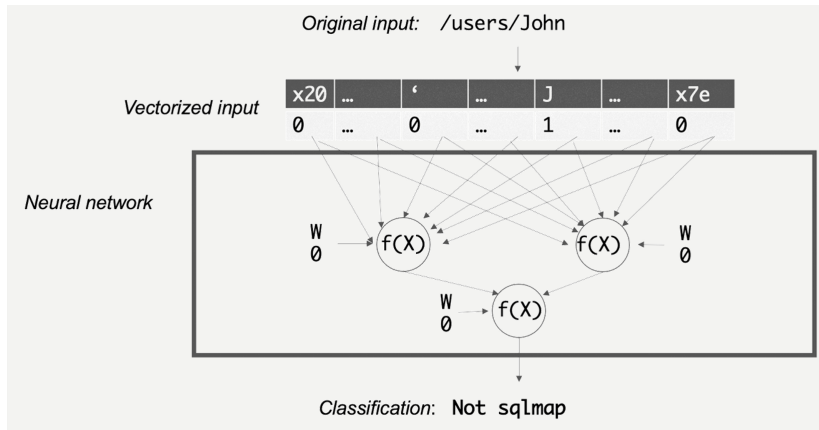 Original input: /users/John
x20 … ‘ … J … x7e
Vectorized input
0 … 0 … 1 … 0
Neural network
W
0
f(X)
f(X)
W
0
W
0
f(X)
Classification: Not sqlmap